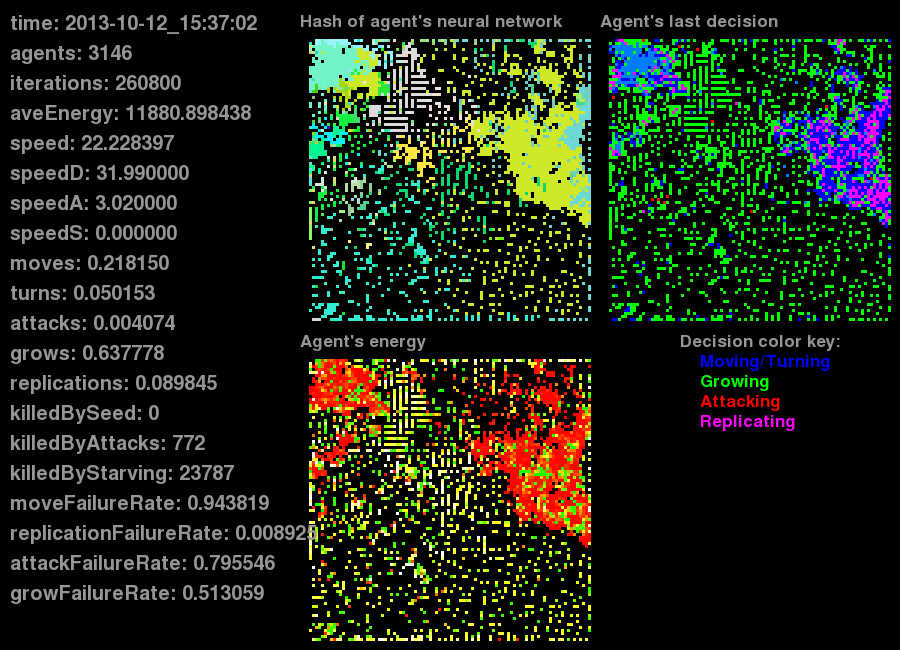 time: 2013-10-12_15:37:02
agents: 3146
iterations: 260800
aveEnergy: 11880.898438
speed: 22.228397
speedD: 31.990000
speedA: 3.020000
speedS: 0.000000
moves: 0.218150
turns: 0.050153
attacks: 0.004074
grows: 0.637778
replications: 0.089845
killedBySeed: 0
killedByAttacks: 772
killedByStarving: 23787
moveFailureRate: 0.943819
replicationFailureRate: 0.008925
attackFailureRate: 0.795546
growFailureRate: 0.513059
Hash of agent's neural network
Agent's last decision
Agent's energy
Decision color key:
Moving/Turning
Growing
Attacking
Replicating